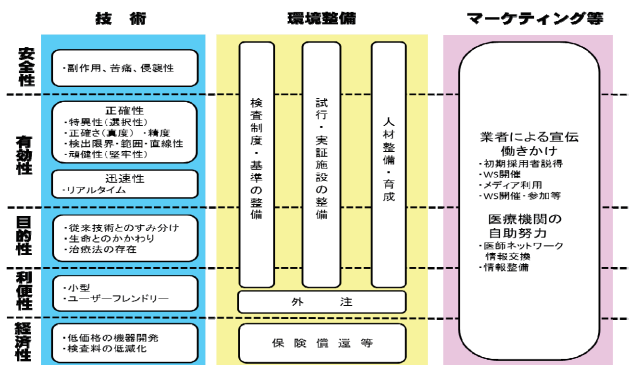 技 術
環境整備
マーケティング等
安全性
・副作用、苦痛、侵襲性
有効性
正確性
・特異性(選択性)
・正確さ(真度) ・精度
・検出限界・範囲・直線性
・頑健性(堅牢性)
迅速性
・リアルタイム
目的性
・従来技術とのすみ分け
・生命とのかかわり
・治療法の存在
利便性
・小型
・ユーザーフレンドリー
経済性
・低価格の機器開発
・検査料の低減化
検査制度・基準の整備
試行・実証施設の整備
人材整備・育成
外 注
保 険 償 還 等
業者による宣伝
働きかけ
・初期採用者説得
・WS開催
・メディア利用
・WS開催・参加等
医療機関の
自助努力
・医師ネットワーク
情報交換
・情報整備